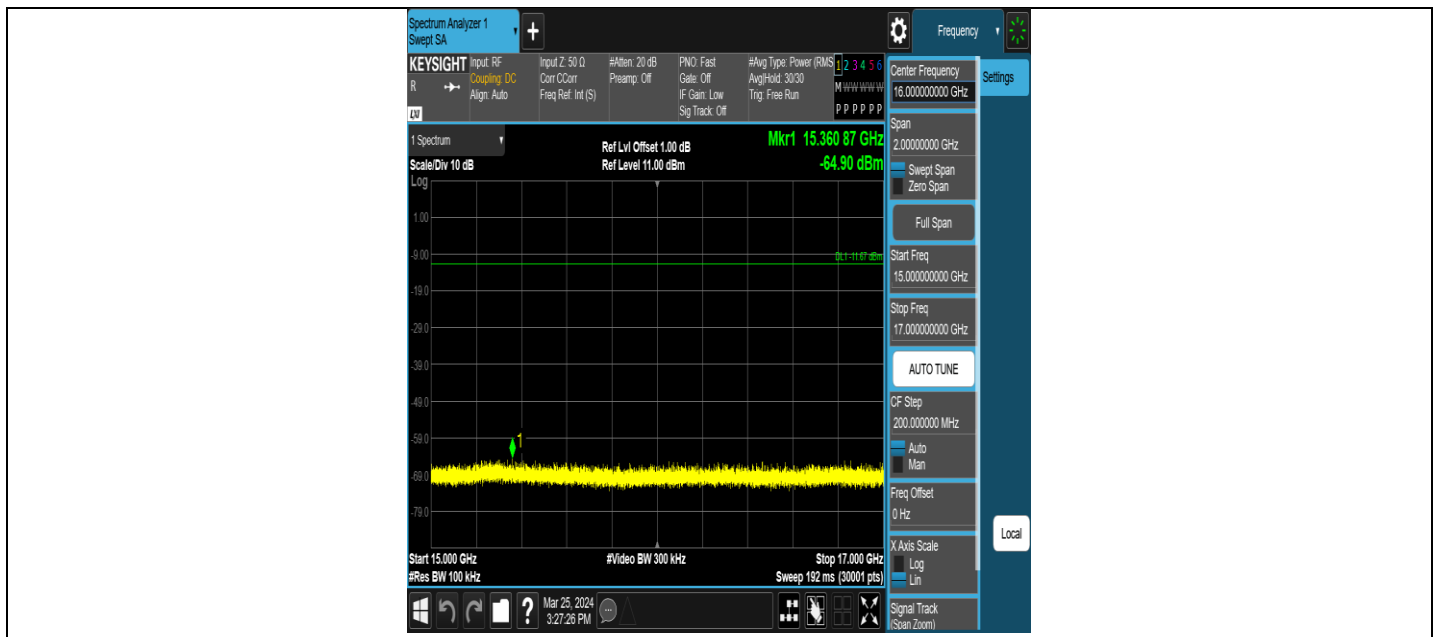 Spectrum Analyzer 1
Swept SA
+
Frequency
KEYSIGHT
R
LXI
Input: RF
Coupling: DC
Align: Auto
Input Z: 50 Ω
Corr CCorr
Freq Ref: Int (S)
#Atten: 20 dB
Preamp: Off
PNO: Fast
Gate: Off
IF Gain: Low
Sig Track: Off
#Avg Type: Power (RMS
Avg|Hold: 30/30
Trig: Free Run
1 2 3 4 5 6
M W W W W W
P P P P P P
1 Spectrum
Scale/Div 10 dB
Log
Ref Lvl Offset 1.00 dB
Ref Level 11.00 dBm
Mkr1 15.360 87 GHz
-64.90 dBm
1.00
-9.00
DL1 -11.67 dBm
-19.0
-29.0
-39.0
-49.0
-59.0
1
-69.0
-79.0
Start 15.000 GHz
#Res BW 100 kHz
#Video BW 300 kHz
Stop 17.000 GHz
Sweep 192 ms (30001 pts)
?
Mar 25, 2024
3:27:26 PM
Center Frequency
16.000000000 GHz
Settings
Span
2.00000000 GHz
Swept Span
Zero Span
Full Span
Start Freq
15.000000000 GHz
Stop Freq
17.000000000 GHz
AUTO TUNE
CF Step
200.000000 MHz
Auto
Man
Freq Offset
0 Hz
X Axis Scale
Log
Lin
Local
Signal Track
(Span Zoom)